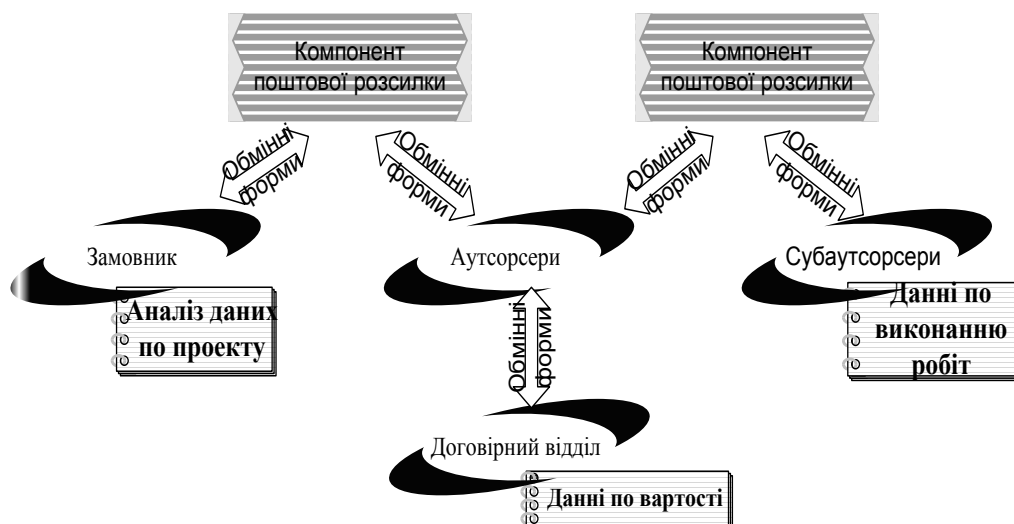 Компонент
поштової розсилки
Компонент
поштової розсилки
Обмінні
форми
Обмінні
форми
Обмінні
форми
Обмінні
форми
Замовник
Аутсорсери
Субаутсорсери
Аналіз даних
по проекту
Данні по
виконанню
робіт
Обмінні
форми
Договірний відділ
Данні по вартості